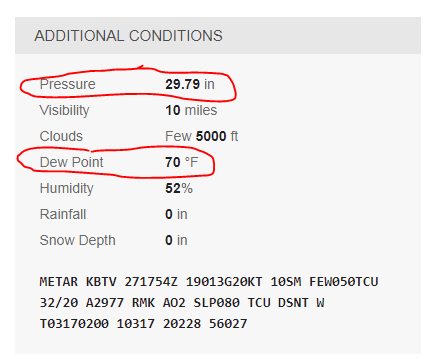 ADDITIONAL CONDITIONS
Pressure 29.79 in
Visibility 10 miles
Clouds Few 5000 ft
Dew Point 70 °F
Humidity 52%
Rainfall 0 in
Snow Depth 0 in
METAR KBTV 271754Z 19013G20KT 10SM FEW050TCU
32/20 A2977 RMK AO2 SLP080 TCU DSNT W
T03170200 10317 20228 56027